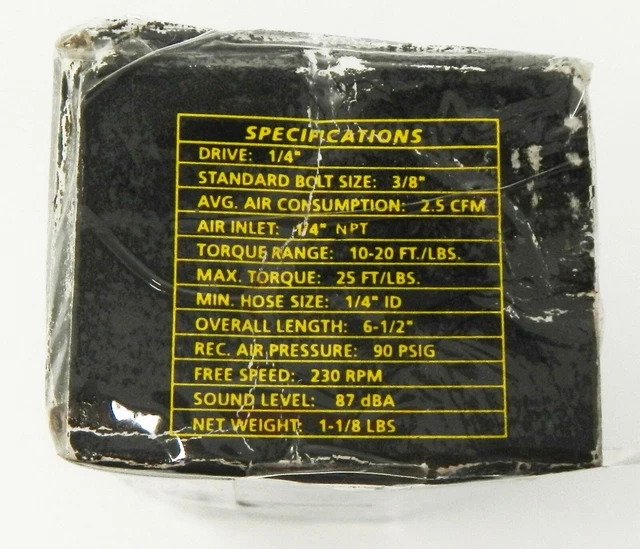 SPECIFICATIONS
DRIVE: 1/4"
STANDARD BOLT SIZE: 3/8"
AVG. AIR CONSUMPTION: 2.5 CFM
AIR INLET: 1/4" NPT
TORQUE RANGE: 10-20 FT./LBS.
MAX. TORQUE: 25 FT/LBS.
MIN. HOSE SIZE: 1/4" ID
OVERALL LENGTH: 6-1/2"
REC. AIR PRESSURE: 90 PSIG
FREE SPEED: 230 RPM
SOUND LEVEL: 87 dBA
NET WEIGHT: 1-1/8 LBS